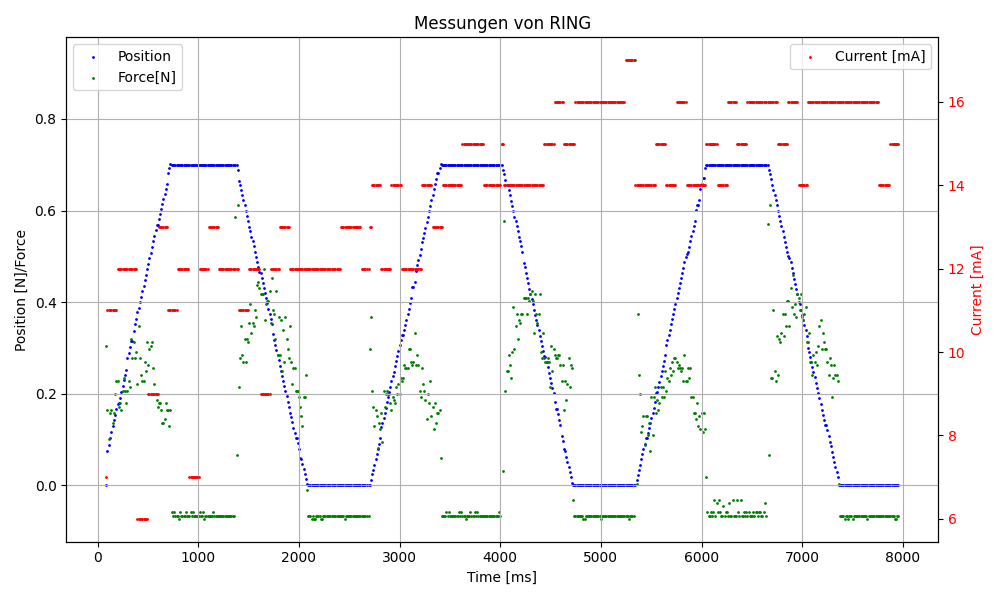 Messungen von RING
Position
Force[N]
Current [mA]
Position [N]/Force
0.8
0.6
0.4
0.2
0.0
16
14
12
10
8
6
Current [mA]
0
1000
2000
3000
4000
5000
6000
7000
8000
Time [ms]